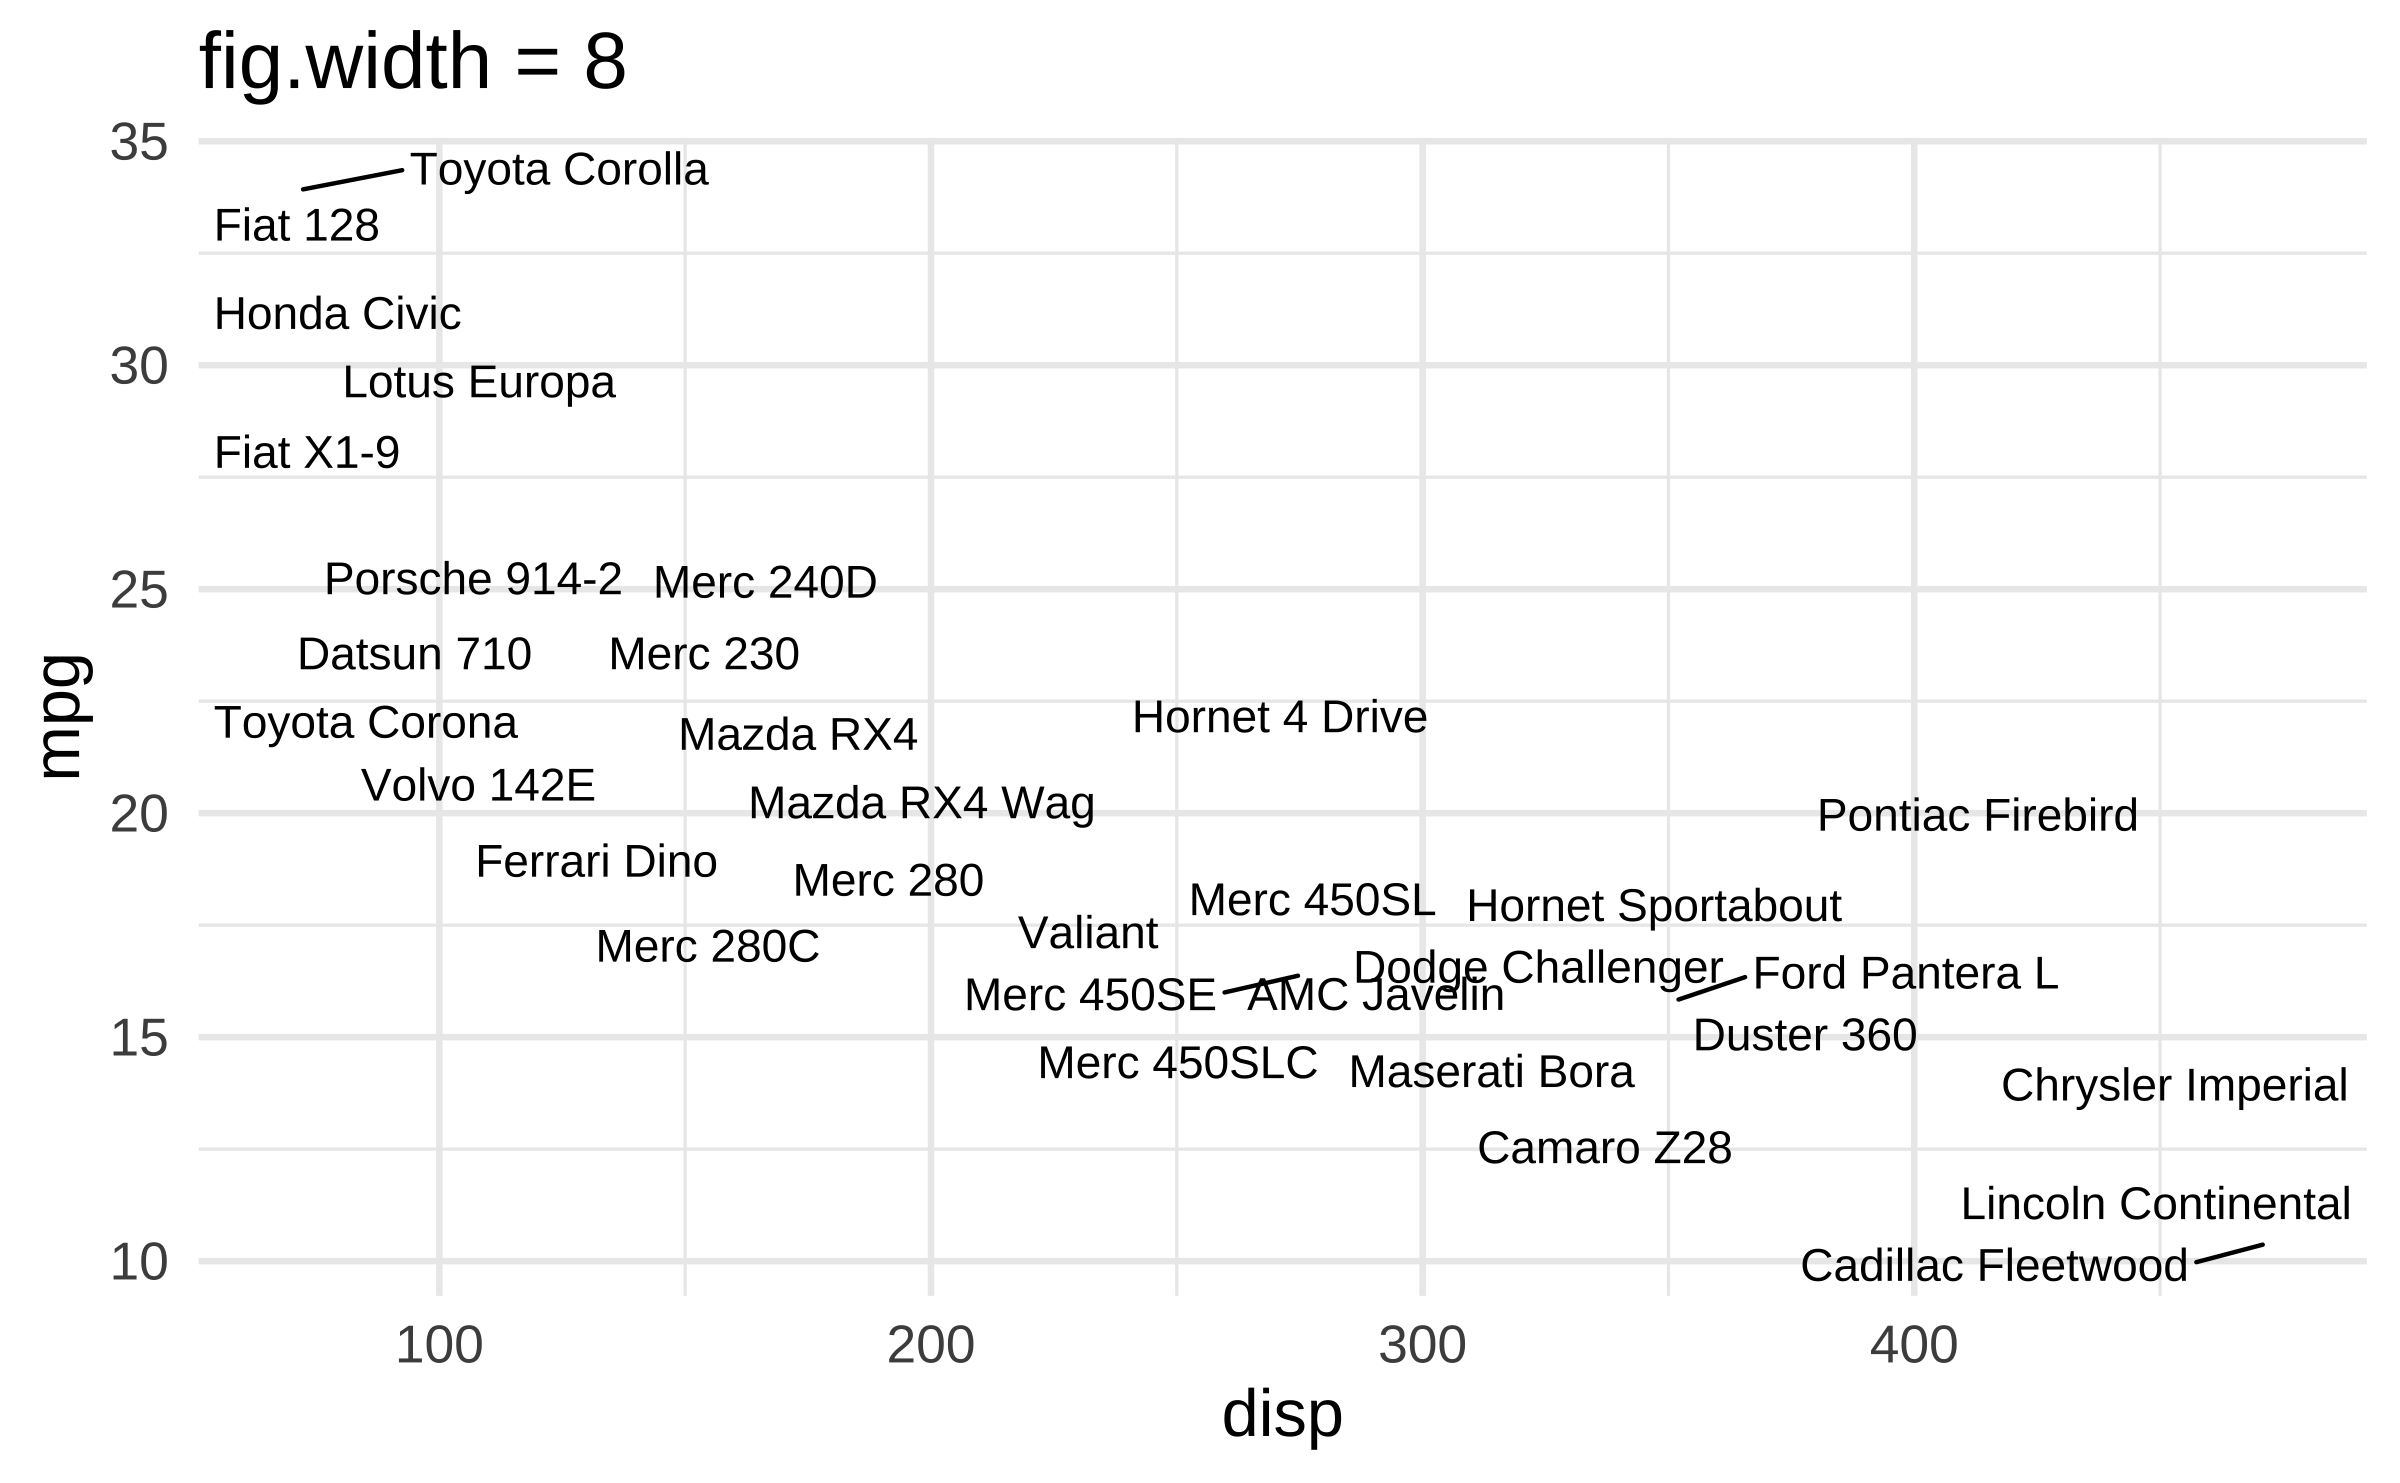 fig.width = 8
35
Toyota Corolla
Fiat 128
Honda Civic
30
Lotus Europa
Fiat X1-9
25
Porsche 914-2
Merc 240D
Datsun 710
Merc 230
mpg
Toyota Corona
Mazda RX4
Hornet 4 Drive
Volvo 142E
20
Mazda RX4 Wag
Pontiac Firebird
Ferrari Dino
Merc 280
Merc 450SL
Hornet Sportabout
Valiant
Merc 280C
Dodge Challenger
Ford Pantera L
Merc 450SE
AMC Javelin
15
Duster 360
Merc 450SLC
Maserati Bora
Chrysler Imperial
Camaro Z28
Lincoln Continental
10
Cadillac Fleetwood
100
200
300
400
disp